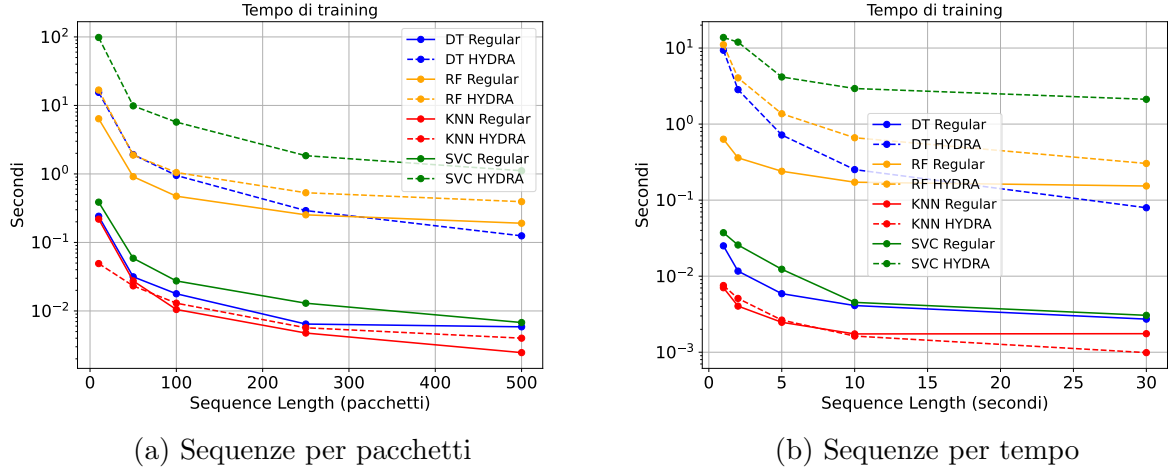 Tempo di training
10²
10¹
10⁰
10⁻¹
10⁻²
Secondi
0 100 200 300 400 500
Sequence Length (pacchetti)
DT Regular
DT HYDRA
RF Regular
RF HYDRA
KNN Regular
KNN HYDRA
SVC Regular
SVC HYDRA
(a) Sequenze per pacchetti
Tempo di training
10¹
10⁰
10⁻¹
10⁻²
10⁻³
Secondi
0 5 10 15 20 25 30
Sequence Length (secondi)
DT Regular
DT HYDRA
RF Regular
RF HYDRA
KNN Regular
KNN HYDRA
SVC Regular
SVC HYDRA
(b) Sequenze per tempo